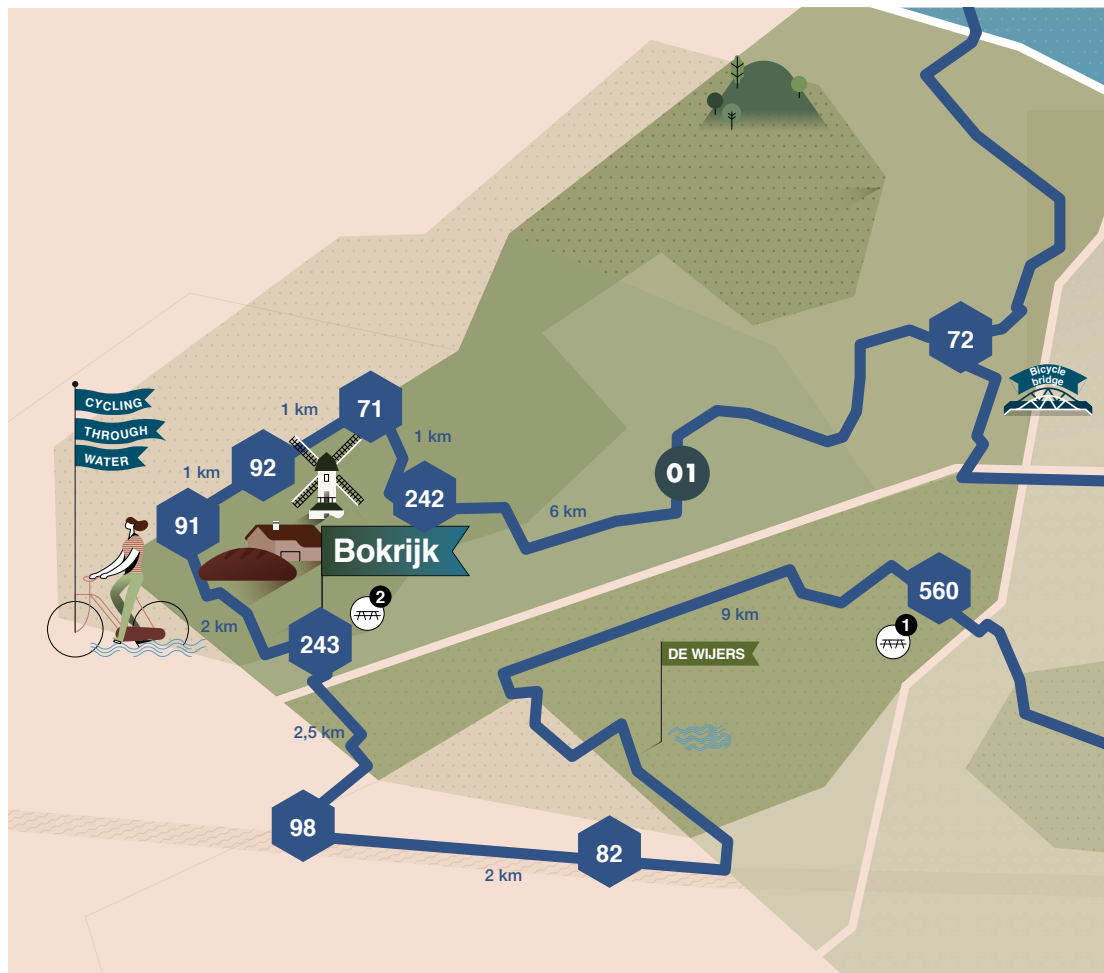 72
Bicycle
bridge
CYCLING
THROUGH
WATER
1 km
71
1 km
92
1 km
242
01
6 km
91
Bokrijk
2
560
9 km
1
2 km
243
DE WIJERS
2,5 km
98
82
2 km